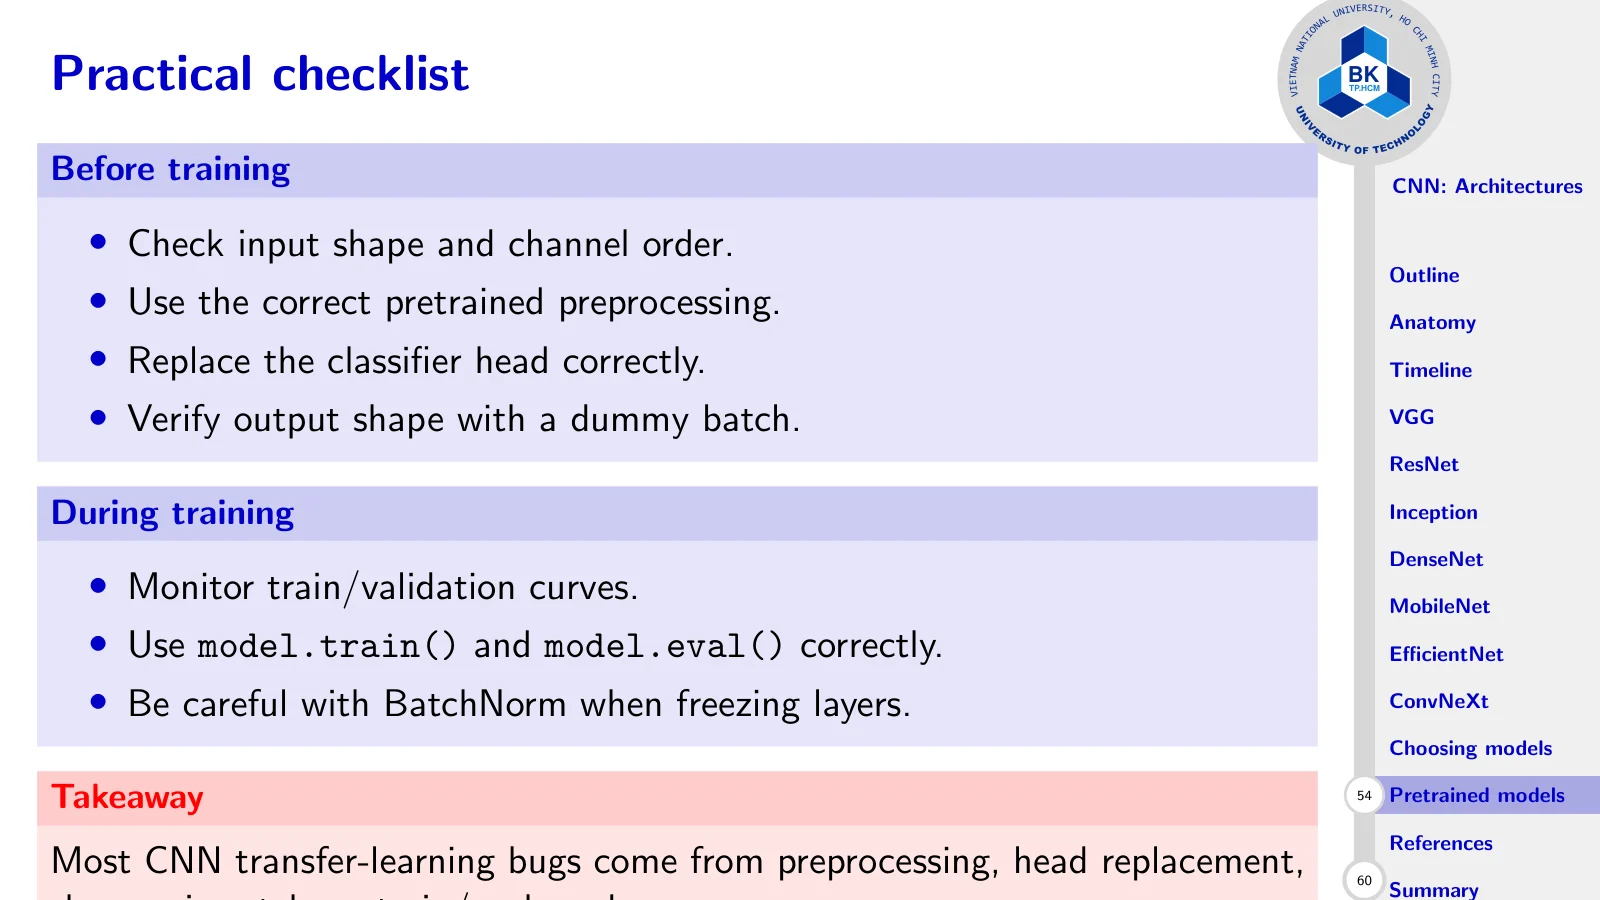 Practical checklist
Before training
Check input shape and channel order.
Use the correct pretrained preprocessing.
Replace the classifier head correctly.
Verify output shape with a dummy batch.
During training
Monitor train/validation curves.
Use model.train() and model.eval() correctly.
Be careful with BatchNorm when freezing layers.
Takeaway
Most CNN transfer-learning bugs come from preprocessing, head replacement,
VIETNAM NATIONAL UNIVERSITY, HO CHI MINH CITY
BK
TP.HCM
UNIVERSITY OF TECHNOLOGY
CNN: Architectures
Outline
Anatomy
Timeline
VGG
ResNet
Inception
DenseNet
MobileNet
EfficientNet
ConvNeXt
Choosing models
54 Pretrained models
References
60
Summary